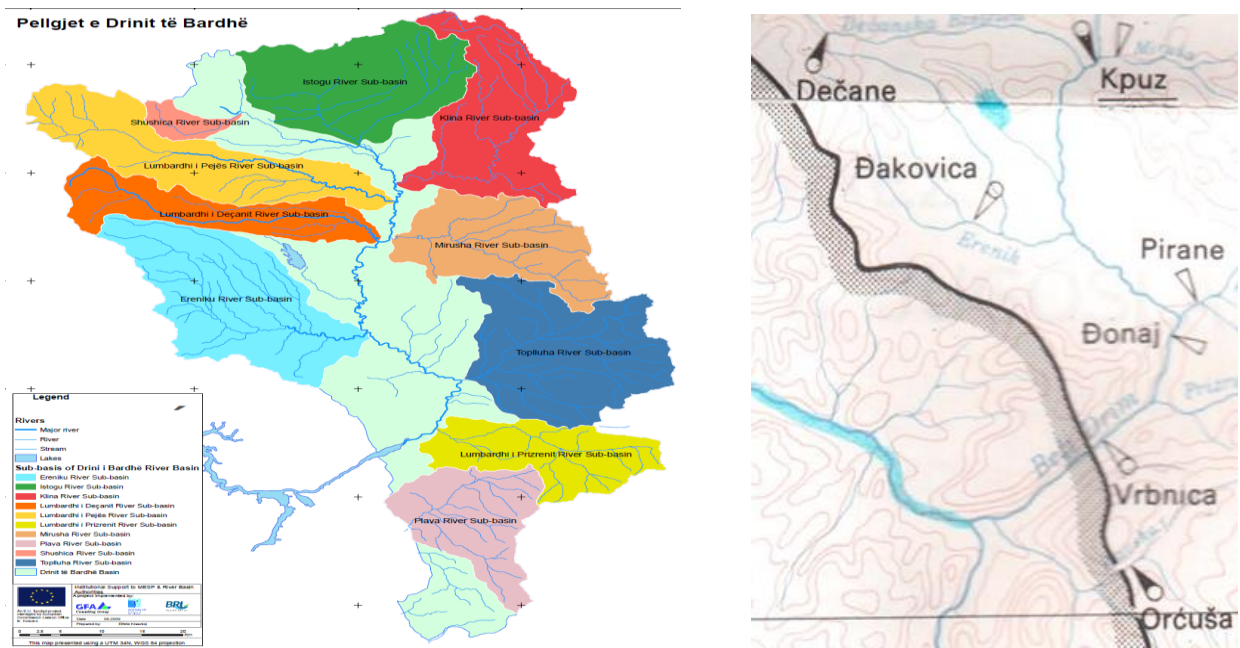 Pellgjet e Drinit të Bardhë
Istogu River Sub-basin
Klina River Sub-basin
Shushica River Sub-basin
Lumbardhi i Pejës River Sub-basin
Lumbardhi i Deçanit River Sub-basin
Mirusha River Sub-basin
Ereniku River Sub-basin
Toplluha River Sub-basin
Lumbardhi i Prizrenit River Sub-basin
Plava River Sub-basin
Legend
Rivers
Major river
River
Stream
Lakes
Sub-basis of Drini i Bardhë River Basin
Ereniku River Sub-basin
Istogu River Sub-basin
Klina River Sub-basin
Lumbardhi i Deçanit River Sub-basin
Lumbardhi i Pejës River Sub-basin
Lumbardhi i Prizrenit River Sub-basin
Mirusha River Sub-basin
Plava River Sub-basin
Shushica River Sub-basin
Toplluha River Sub-basin
Drinit të Bardhë Basin
Institutional Support to MESP & River Basin
Authorities
A project implemented by:
GFA
BRL
Date
Prepared by:
This map presented using a UTM 34N, WGS 84 projection
Dečane
Kpuz
Đakovica
Erenik
Pirane
Đonaj
Drim
Vrbnica
Orćuša